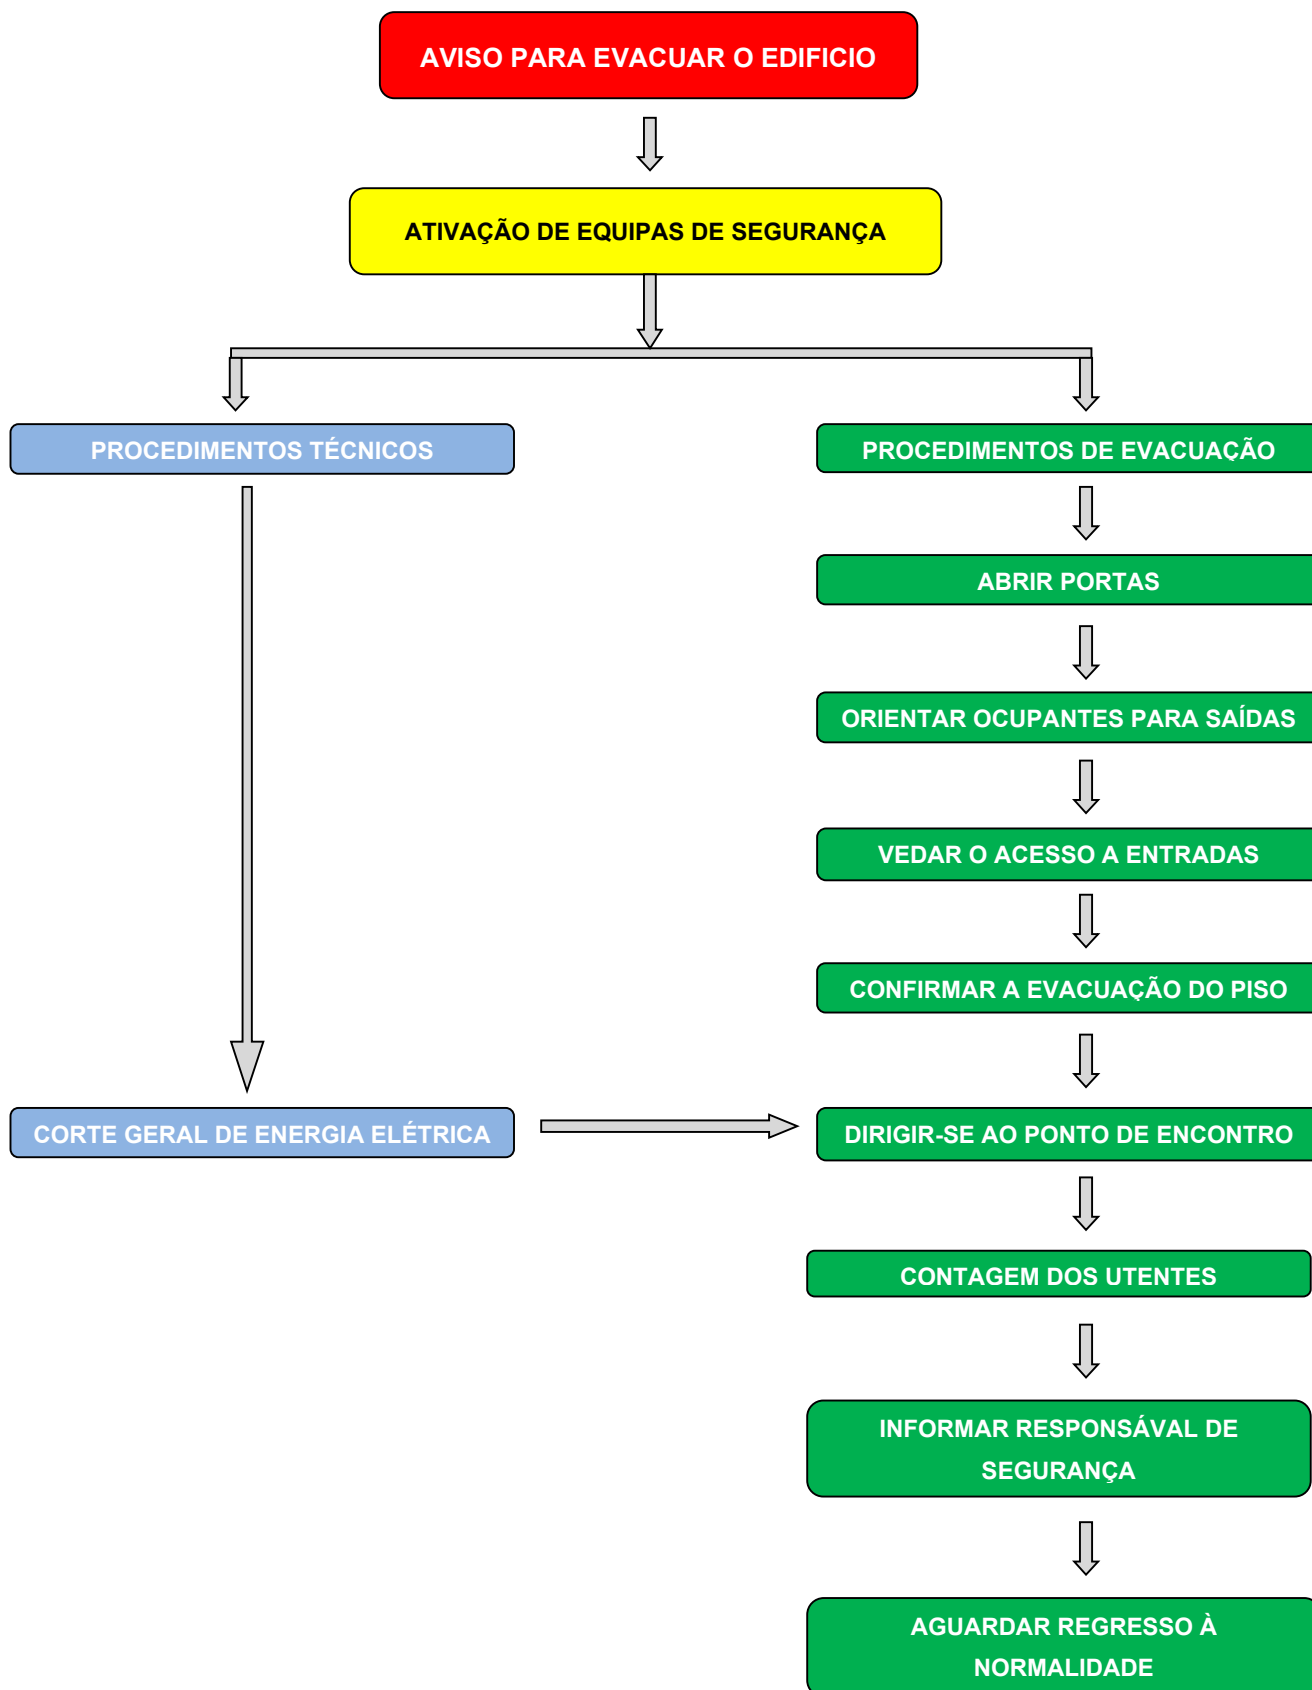 AVISO PARA EVACUAR O EDIFICIO
ATIVAÇÃO DE EQUIPAS DE SEGURANÇA
PROCEDIMENTOS TÉCNICOS
PROCEDIMENTOS DE EVACUAÇÃO
ABRIR PORTAS
ORIENTAR OCUPANTES PARA SAÍDAS
VEDAR O ACESSO A ENTRADAS
CONFIRMAR A EVACUAÇÃO DO PISO
CORTE GERAL DE ENERGIA ELÉTRICA
DIRIGIR-SE AO PONTO DE ENCONTRO
CONTAGEM DOS UTENTES
INFORMAR RESPONSÁVAL DE
SEGURANÇA
AGUARDAR REGRESSO À
NORMALIDADE